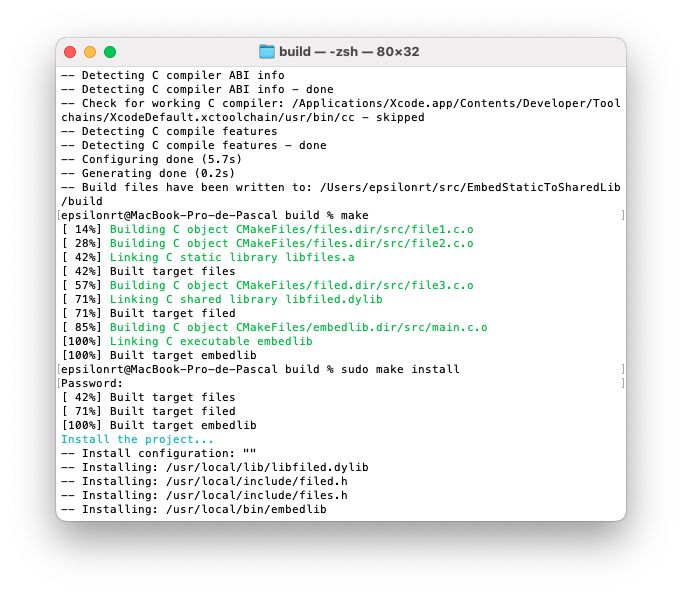 build — -zsh — 80×32
-- Detecting C compiler ABI info
-- Detecting C compiler ABI info - done
-- Check for working C compiler: /Applications/Xcode.app/Contents/Developer/Tool
chains/XcodeDefault.xctoolchain/usr/bin/cc - skipped
-- Detecting C compile features
-- Detecting C compile features - done
-- Configuring done (5.7s)
-- Generating done (0.2s)
-- Build files have been written to: /Users/epsilonrt/src/EmbedStaticToSharedLib
/build
[epsilonrt@MacBook-Pro-de-Pascal build % make ]
[ 14%] Building C object CMakeFiles/files.dir/src/file1.c.o
[ 28%] Building C object CMakeFiles/files.dir/src/file2.c.o
[ 42%] Linking C static library libfiles.a
[ 42%] Built target files
[ 57%] Building C object CMakeFiles/filed.dir/src/file3.c.o
[ 71%] Linking C shared library libfiled.dylib
[ 71%] Built target filed
[ 85%] Building C object CMakeFiles/embedlib.dir/src/main.c.o
[100%] Linking C executable embedlib
[100%] Built target embedlib
[epsilonrt@MacBook-Pro-de-Pascal build % sudo make install ]
[Password: ]
[ 42%] Built target files
[ 71%] Built target filed
[100%] Built target embedlib
Install the project...
-- Install configuration: ""
-- Installing: /usr/local/lib/libfiled.dylib
-- Installing: /usr/local/include/filed.h
-- Installing: /usr/local/include/files.h
-- Installing: /usr/local/bin/embedlib